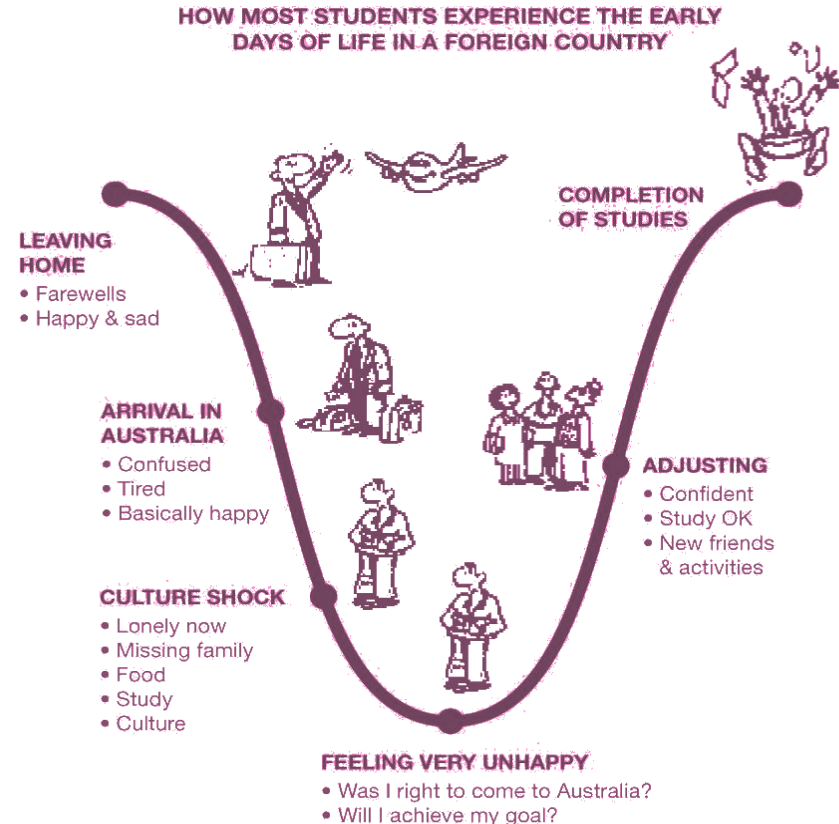 HOW MOST STUDENTS EXPERIENCE THE EARLY
DAYS OF LIFE IN A FOREIGN COUNTRY
LEAVING
HOME
• Farewells
• Happy & sad
ARRIVAL IN
AUSTRALIA
• Confused
• Tired
• Basically happy
CULTURE SHOCK
• Lonely now
• Missing family
• Food
• Study
• Culture
FEELING VERY UNHAPPY
• Was I right to come to Australia?
• Will I achieve my goal?
ADJUSTING
• Confident
• Study OK
• New friends
& activities
COMPLETION
OF STUDIES